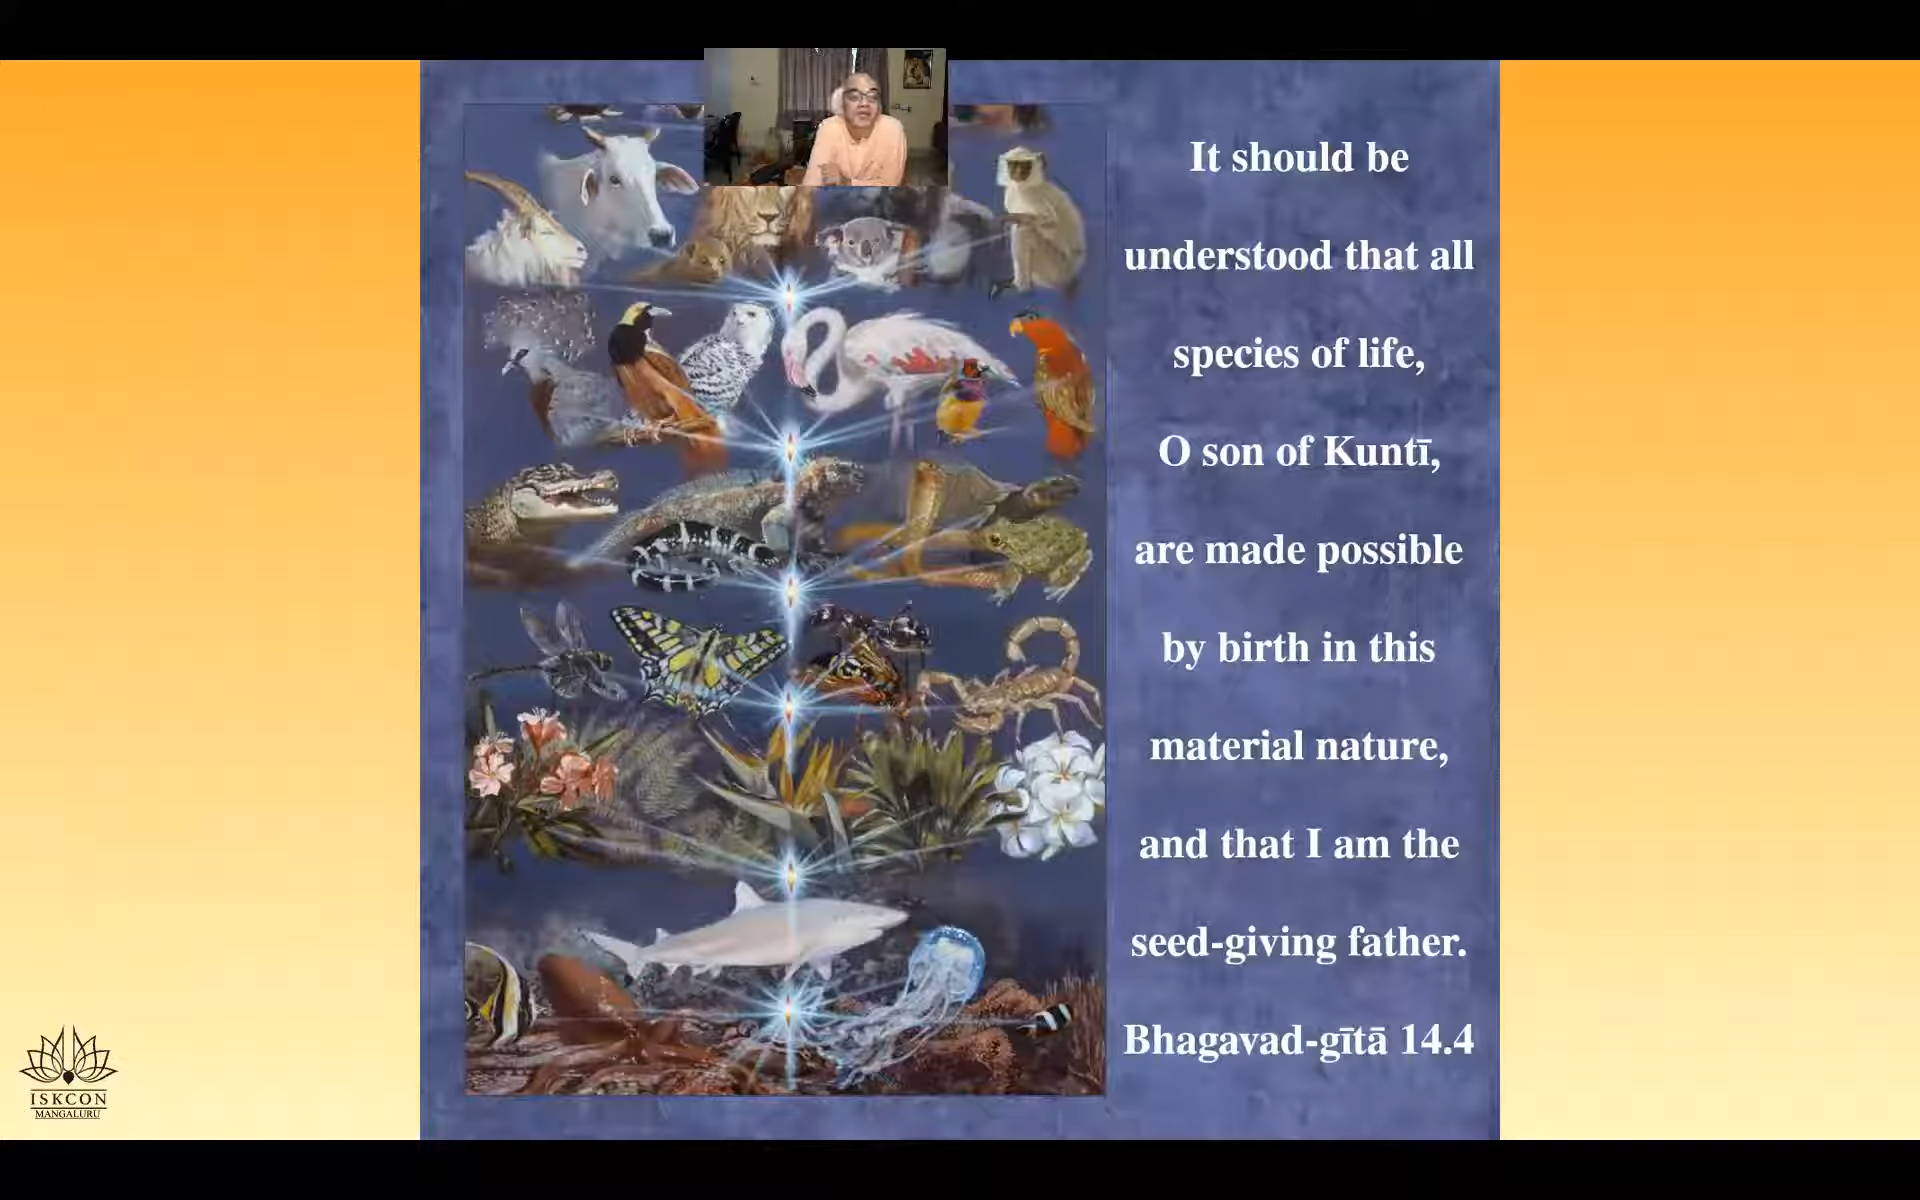 It should be
understood that all
species of life,
O son of Kuntī,
are made possible
by birth in this
material nature,
and that I am the
seed-giving father.
Bhagavad-gītā 14.4
ISKCON
MANGALURU